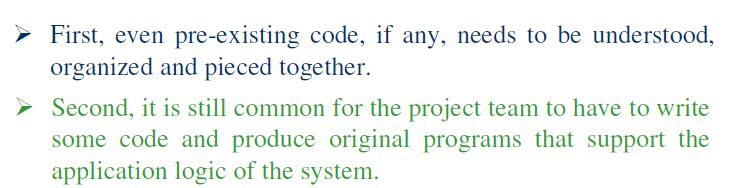 ➢ First, even pre-existing code, if any, needs to be understood,
organized and pieced together.
➢ Second, it is still common for the project team to have to write
some code and produce original programs that support the
application logic of the system.